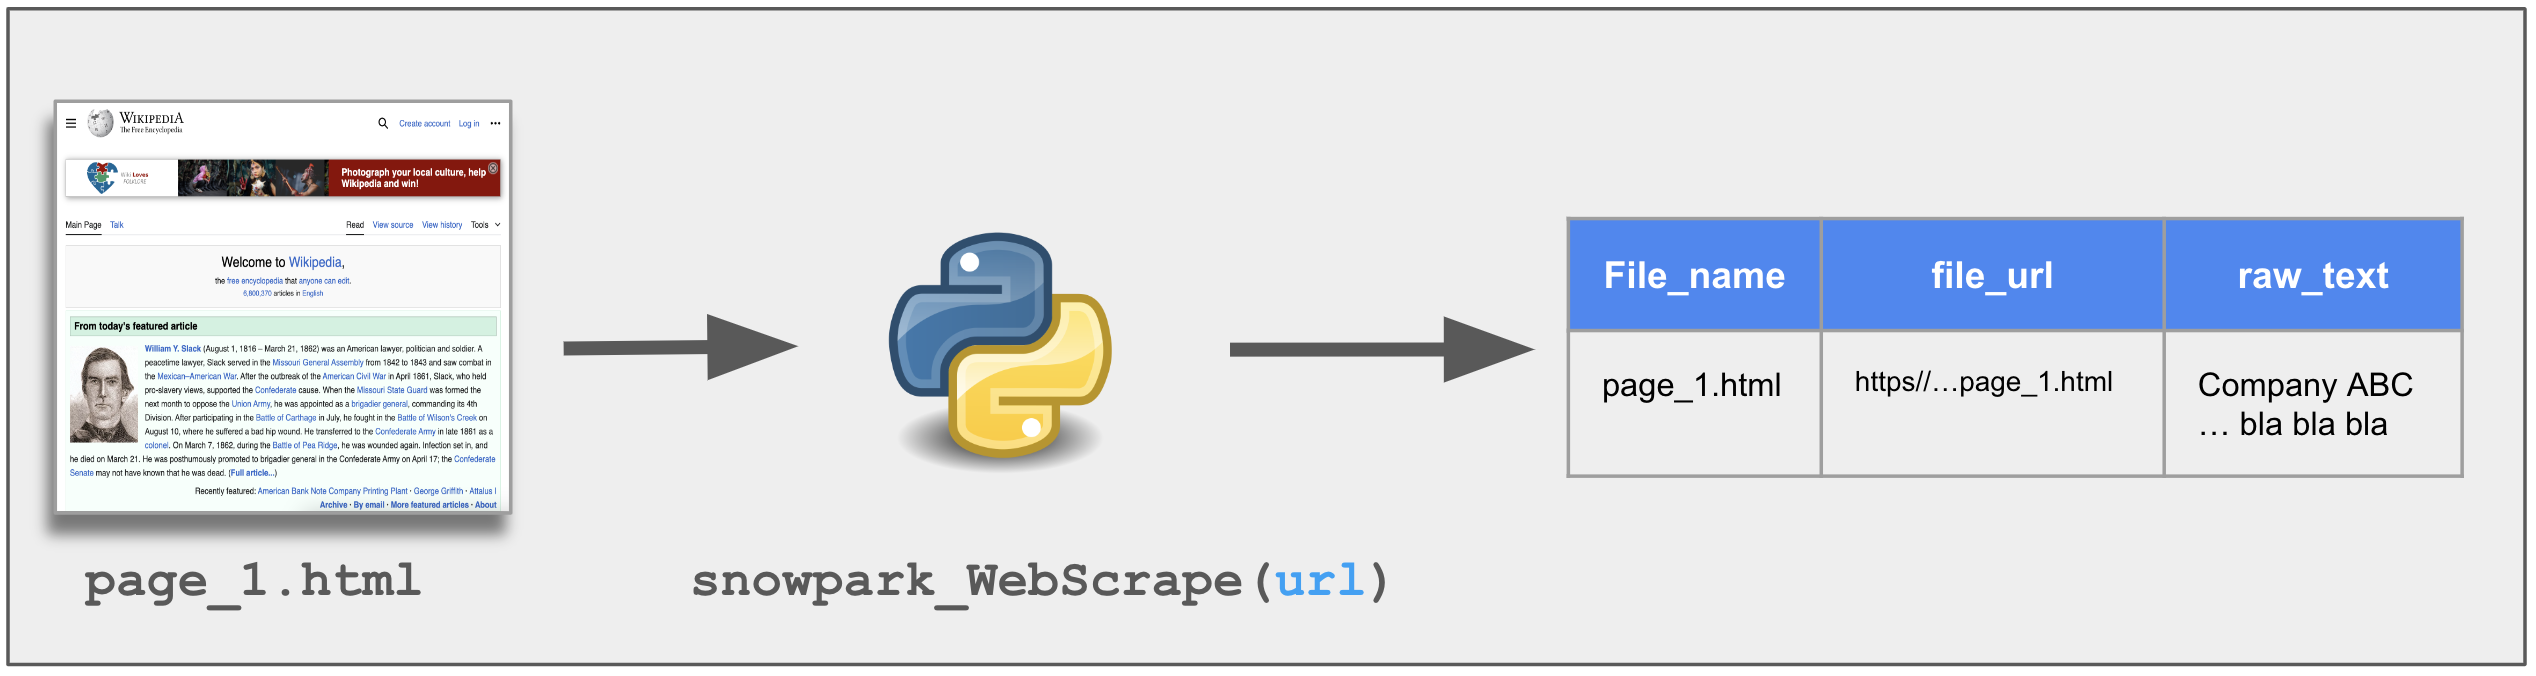 WIKIPEDIA
The Free Encyclopedia
Create account Log in
Wiki Loves
FOLKLORE
Photograph your local culture, help
Wikipedia and win!
Main Page Talk
Read View source View history Tools
Welcome to Wikipedia,
the free encyclopedia that anyone can edit.
6,800,370 articles in English
From today's featured article
William Y. Slack (August 1, 1816 – March 21, 1862) was an American lawyer, politician and soldier. A
peacetime lawyer, Slack served in the Missouri General Assembly from 1842 to 1843 and saw combat in
the Mexican–American War. After the outbreak of the American Civil War in April 1861, Slack, who held
pro-slavery views, supported the Confederate cause. When the Missouri State Guard was formed the
next month to oppose the Union Army, he was appointed as a brigadier general, commanding its 4th
Division. After participating in the Battle of Carthage in July, he fought in the Battle of Wilson's Creek on
August 10, where he suffered a bad hip wound. He transferred to the Confederate Army in late 1861 as a
colonel. On March 7, 1862, during the Battle of Pea Ridge, he was wounded again. Infection set in, and
he died on March 21. He was posthumously promoted to brigadier general in the Confederate Army on April 17; the Confederate
Senate may not have known that he was dead. (Full article...)
Recently featured: American Bank Note Company Printing Plant · George Griffith · Attalus I
Archive · By email · More featured articles · About
page_1.html
snowpark_WebScrape(url)
File_name file_url raw_text
page_1.html https//…page_1.html Company ABC
… bla bla bla